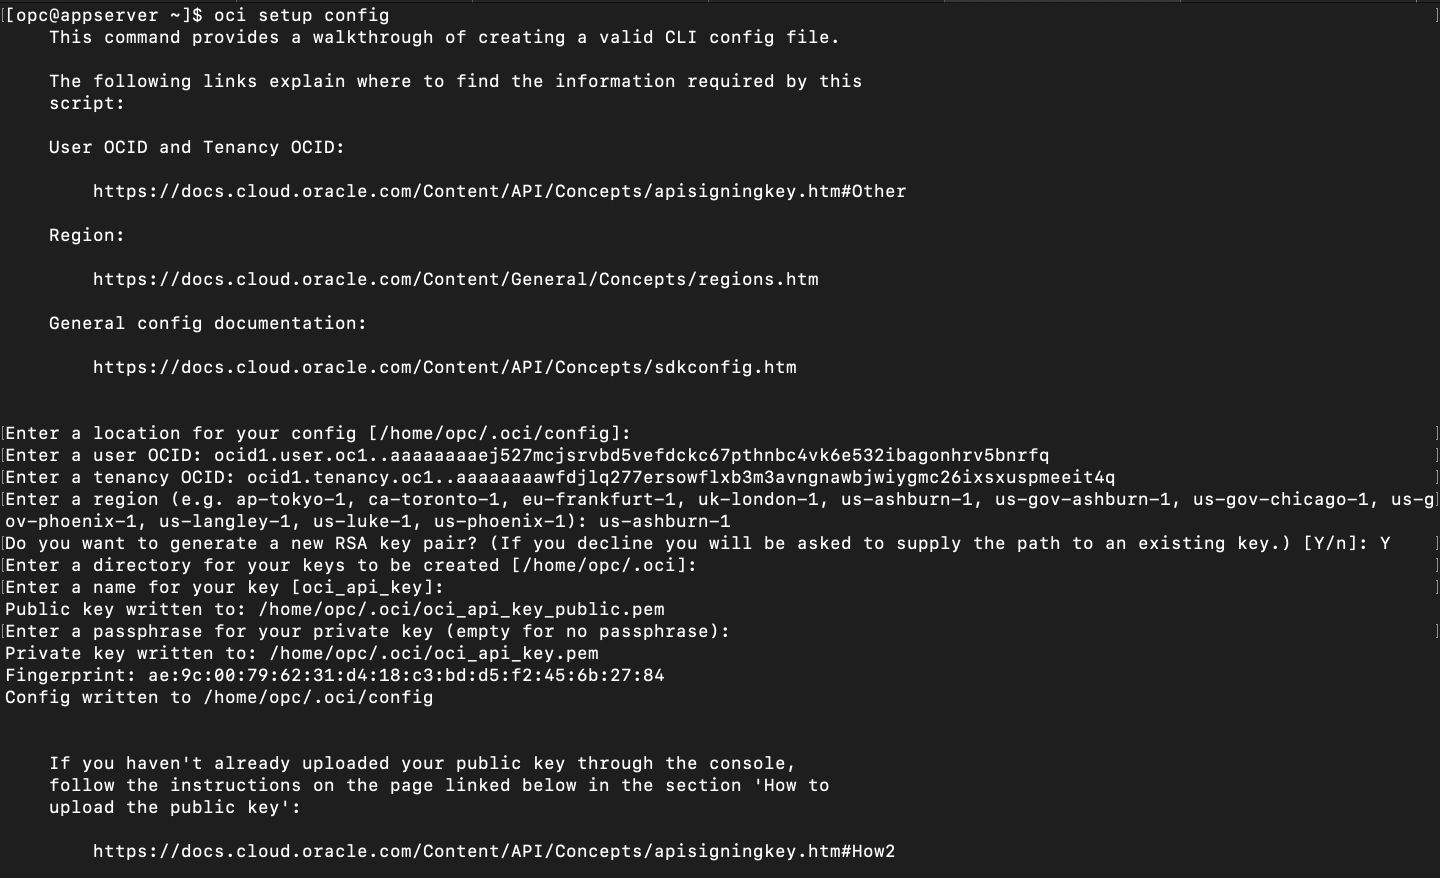 [opc@appserver ~]$ oci setup config
This command provides a walkthrough of creating a valid CLI config file.
The following links explain where to find the information required by this
script:
User OCID and Tenancy OCID:
https://docs.cloud.oracle.com/Content/API/Concepts/apisigningkey.htm#Other
Region:
https://docs.cloud.oracle.com/Content/General/Concepts/regions.htm
General config documentation:
https://docs.cloud.oracle.com/Content/API/Concepts/sdkconfig.htm
Enter a location for your config [/home/opc/.oci/config]:
Enter a user OCID: ocid1.user.oc1..aaaaaaaaej527mcjsrvbd5vefdckc67pthnbc4vk6e532ibagonhrv5bnrfq
Enter a tenancy OCID: ocid1.tenancy.oc1..aaaaaaaawfdjlq277ersowflxb3m3avngnawbjwiygmc26ixsxuspmeeit4q
Enter a region (e.g. ap-tokyo-1, ca-toronto-1, eu-frankfurt-1, uk-london-1, us-ashburn-1, us-gov-ashburn-1, us-gov-chicago-1, us-g
ov-phoenix-1, us-langley-1, us-luke-1, us-phoenix-1): us-ashburn-1
Do you want to generate a new RSA key pair? (If you decline you will be asked to supply the path to an existing key.) [Y/n]: Y
Enter a directory for your keys to be created [/home/opc/.oci]:
Enter a name for your key [oci_api_key]:
Public key written to: /home/opc/.oci/oci_api_key_public.pem
Enter a passphrase for your private key (empty for no passphrase):
Private key written to: /home/opc/.oci/oci_api_key.pem
Fingerprint: ae:9c:00:79:62:31:d4:18:c3:bd:d5:f2:45:6b:27:84
Config written to /home/opc/.oci/config
If you haven't already uploaded your public key through the console,
follow the instructions on the page linked below in the section 'How to
upload the public key':
https://docs.cloud.oracle.com/Content/API/Concepts/apisigningkey.htm#How2